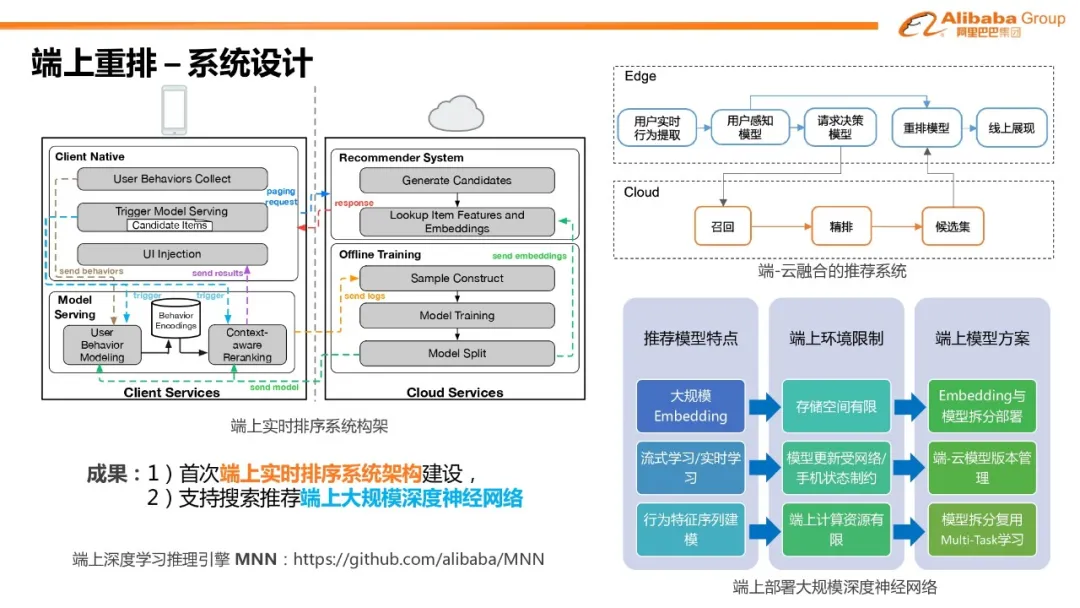 Alibaba Group
阿里巴巴集团
端上重排 – 系统设计
Client Native
User Behaviors Collect
Trigger Model Serving
Candidate Items
UI Injection
send behaviors
send results
paging
request
response
Model
Serving
trigger
trigger
User
Behavior
Modeling
Behavior
Encodings
Context-
aware
Reranking
send model
Client Services
Recommender System
Generate Candidates
Lookup Item Features and
Embeddings
Offline Training
send embeddings
Sample Construct
send logs
Model Training
Model Split
Cloud Services
端上实时排序系统构架
成果：1）首次端上实时排序系统架构建设，
2）支持搜索推荐端上大规模深度神经网络
端上深度学习推理引擎 MNN：https://github.com/alibaba/MNN
Edge
用户实时
行为提取
用户感知
模型
请求决策
模型
重排模型
线上展现
Cloud
召回
精排
候选集
端-云融合的推荐系统
推荐模型特点
端上环境限制
端上模型方案
大规模
Embedding
存储空间有限
Embedding与
模型拆分部署
流式学习/实时学
习
模型更新受网络/
手机状态制约
端-云模型版本管
理
行为特征序列建
模
端上计算资源有
限
模型拆分复用
Multi-Task学习
端上部署大规模深度神经网络